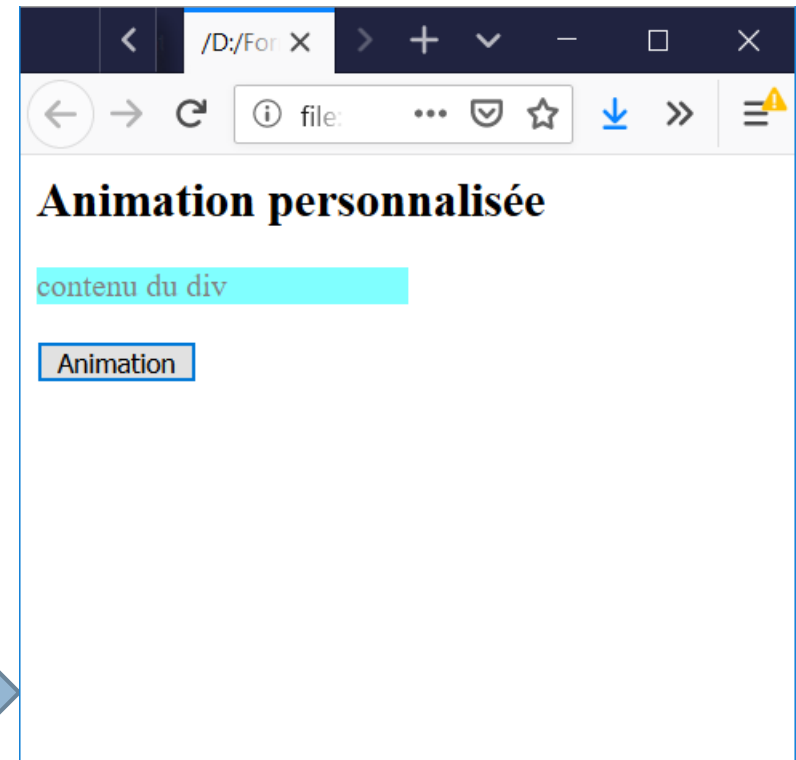 /D:/For
file:
Animation personnalisée
contenu du div
Animation